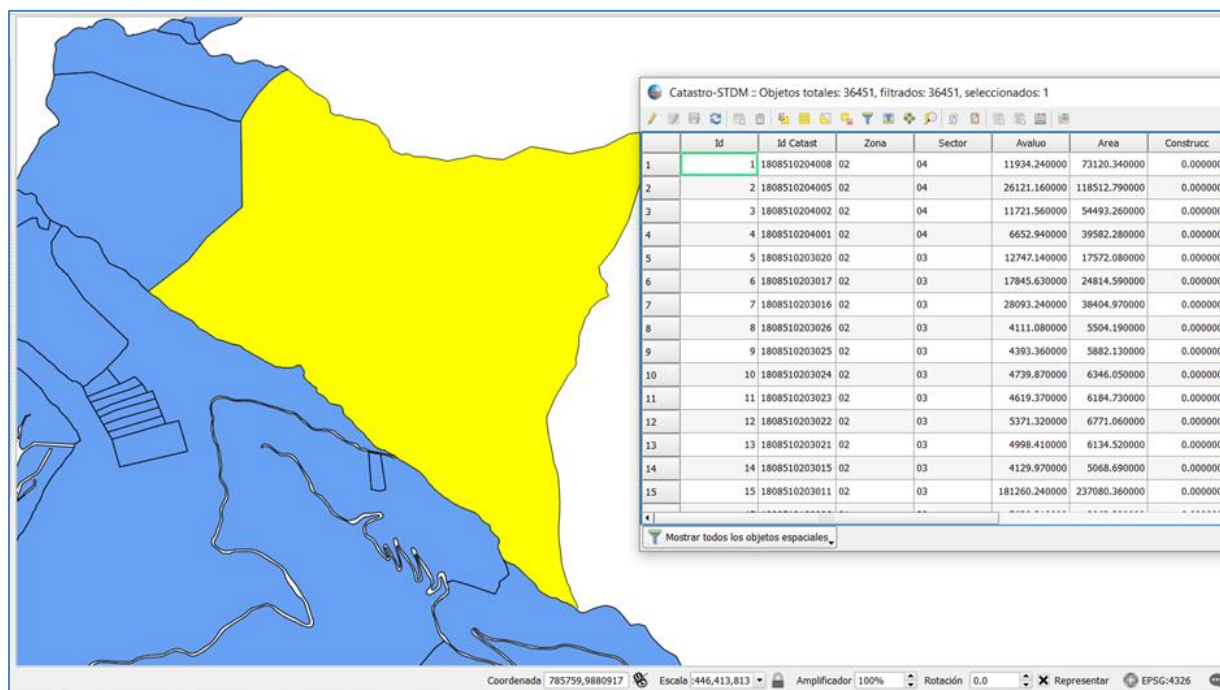 Catastro-STDM :: Objetos totales: 36451, filtrados: 36451, seleccionados: 1
Id Id Catast Zona Sector Avaluo Area Construcc
1 1 1808510204008 02 04 11934.240000 73120.340000 0.000000
2 2 1808510204005 02 04 26121.160000 118512.790000 0.000000
3 3 1808510204002 02 04 11721.560000 54493.260000 0.000000
4 4 1808510204001 02 04 6652.940000 39582.280000 0.000000
5 5 1808510203020 02 03 12747.140000 17572.080000 0.000000
6 6 1808510203017 02 03 17845.630000 24814.590000 0.000000
7 7 1808510203016 02 03 28093.240000 38404.970000 0.000000
8 8 1808510203026 02 03 4111.080000 5504.190000 0.000000
9 9 1808510203025 02 03 4393.360000 5882.130000 0.000000
10 10 1808510203024 02 03 4739.870000 6346.050000 0.000000
11 11 1808510203023 02 03 4619.370000 6184.730000 0.000000
12 12 1808510203022 02 03 5371.320000 6771.060000 0.000000
13 13 1808510203021 02 03 4998.410000 6134.520000 0.000000
14 14 1808510203015 02 03 4129.970000 5068.690000 0.000000
15 15 1808510203011 02 03 181260.240000 237080.360000 0.000000
Mostrar todos los objetos espaciales
Coordenada 785759,9880917 Escala :446,413,813 Amplificador 100% Rotación 0.0 Representar EPSG:4326